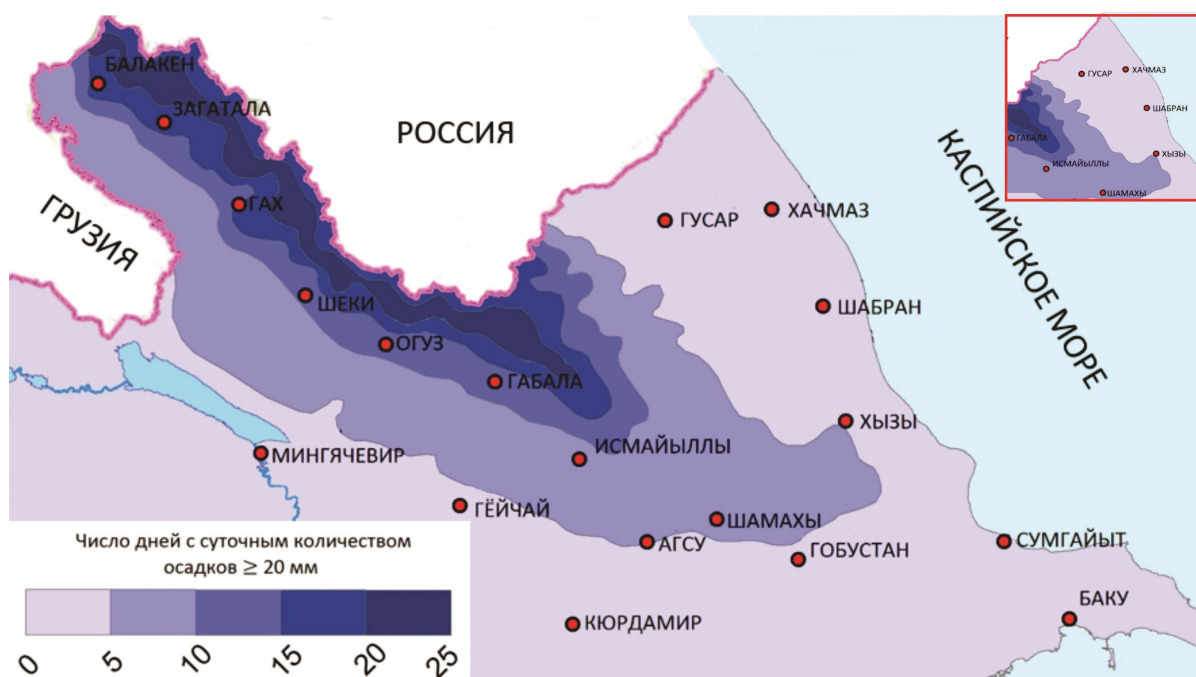 БАЛАКЕН
ЗАГАТАЛА
РОССИЯ
ГРУЗИЯ
ГАХ
ШЕКИ
ОГУЗ
ГАБАЛА
ИСМАЙЫЛЛЫ
МИНГЯЧЕВИР
ГЁЙЧАЙ
АГСУ
ШАМАХЫ
ГОБУСТАН
КЮРДАМИР
ГУСАР
ХАЧМАЗ
ШАБРАН
ХЫЗЫ
СУМГАЙЫТ
БАКУ
КАСПИЙСКОЕ МОРЕ
ГУСАР
ХАЧМАЗ
ШАБРАН
ГАБАЛА
ХЫЗЫ
ИСМАЙЫЛЛЫ
ШАМАХЫ
Число дней с суточным количеством
осадков ≥ 20 мм
0 5 10 15 20 25